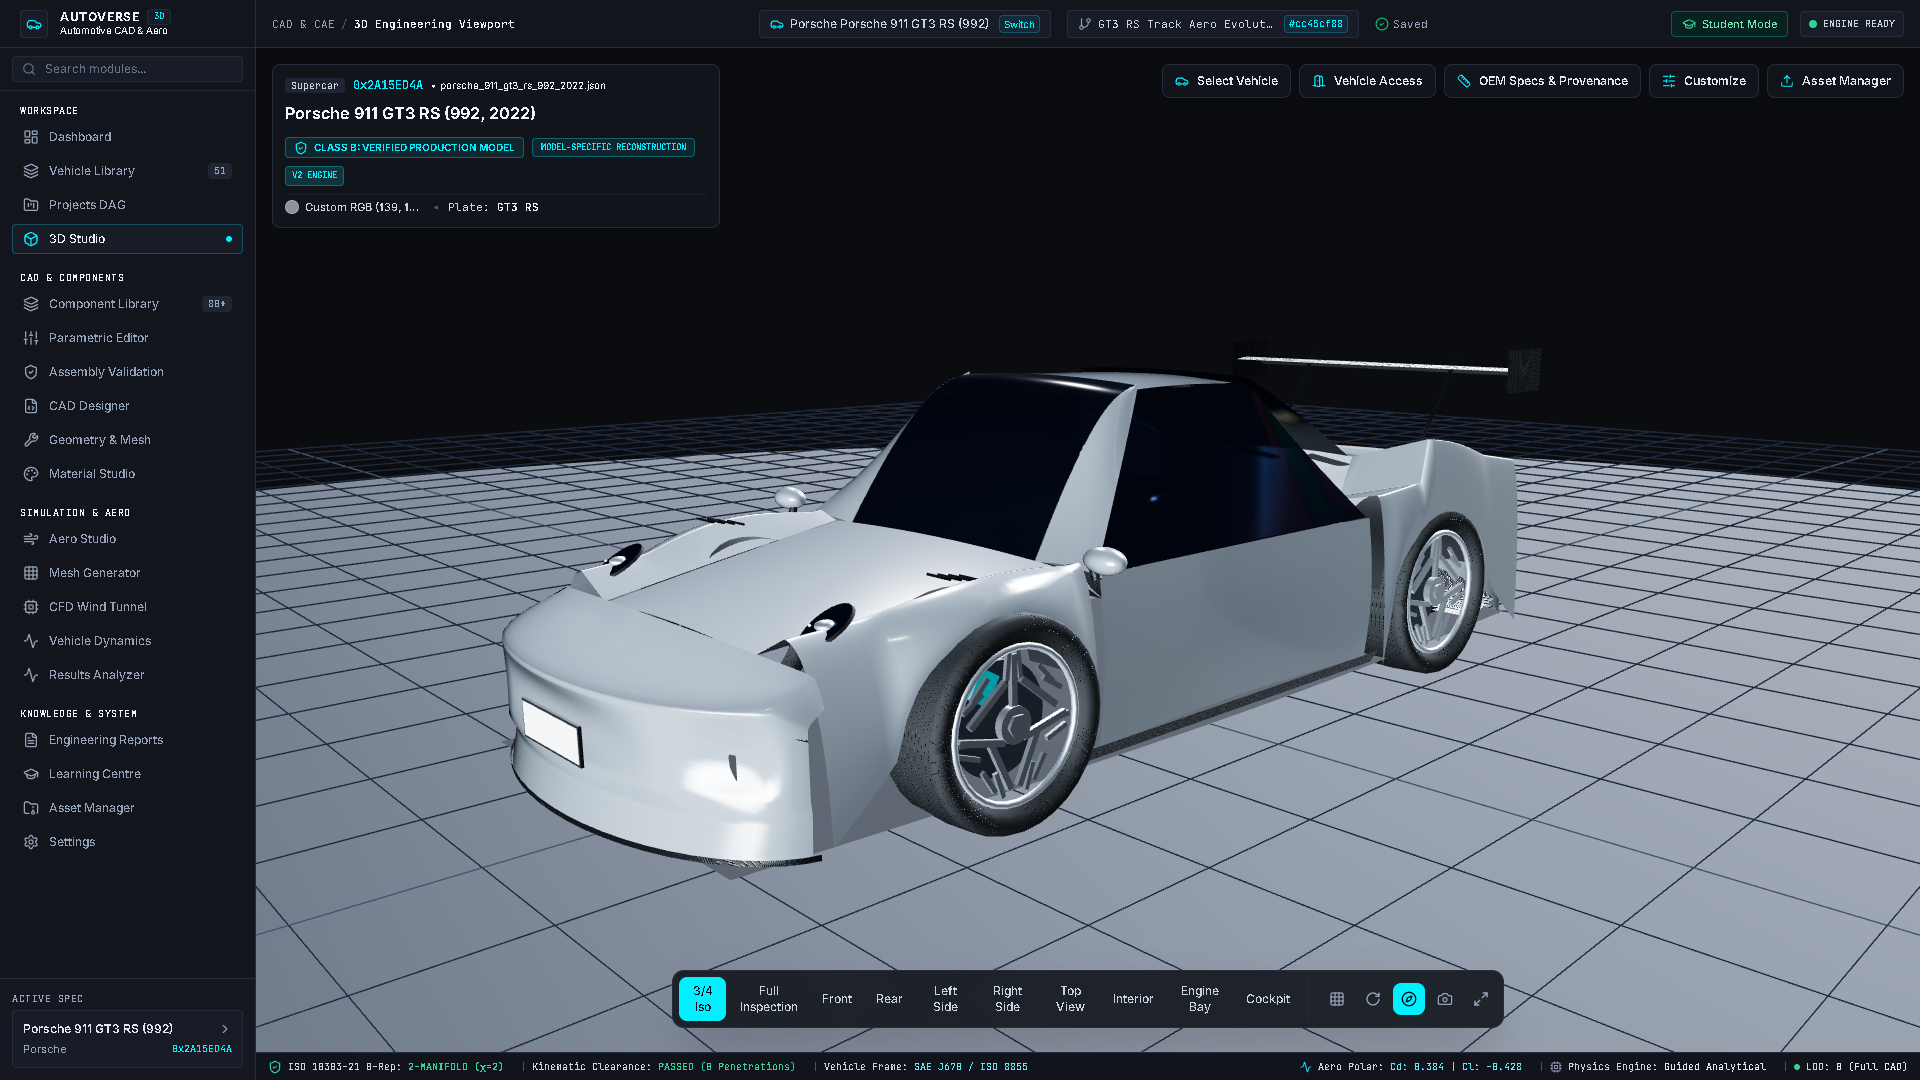 AUTOVERSE 3D
Automotive CAD & Aero
Search modules...
WORKSPACE
Dashboard
Vehicle Library 51
Projects DAG
3D Studio
CAD & COMPONENTS
Component Library 80+
Parametric Editor
Assembly Validation
CAD Designer
Geometry & Mesh
Material Studio
SIMULATION & AERO
Aero Studio
Mesh Generator
CFD Wind Tunnel
Vehicle Dynamics
Results Analyzer
KNOWLEDGE & SYSTEM
Engineering Reports
Learning Centre
Asset Manager
Settings
ACTIVE SPEC
Porsche 911 GT3 RS (992)
Porsche 0x2A15ED4A
CAD & CAE / 3D Engineering Viewport
Porsche Porsche 911 GT3 RS (992) Switch
GT3 RS Track Aero Evolut… #cc45cf88
Saved
Student Mode
ENGINE READY
Supercar 0x2A15ED4A • porsche_911_gt3_rs_992_2022.json
Porsche 911 GT3 RS (992, 2022)
CLASS B: VERIFIED PRODUCTION MODEL
MODEL-SPECIFIC RECONSTRUCTION
V2 ENGINE
Custom RGB (139, 1... • Plate: GT3 RS
Select Vehicle
Vehicle Access
OEM Specs & Provenance
Customize
Asset Manager
3/4 Iso
Full Inspection
Front
Rear
Left Side
Right Side
Top View
Interior
Engine Bay
Cockpit
ISO 10303-21 B-Rep: 2-MANIFOLD (χ=2) | Kinematic Clearance: PASSED (0 Penetrations) | Vehicle Frame: SAE J670 / ISO 8855
Aero Polar: Cd: 0.384 | Cl: -0.428 | Physics Engine: Guided Analytical | LOD: 0 (Full CAD)